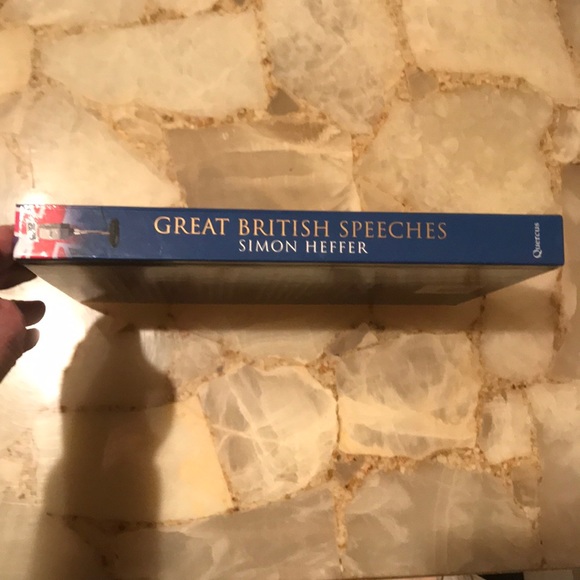 GREAT BRITISH SPEECHES
SIMON HEFFER
Quercus